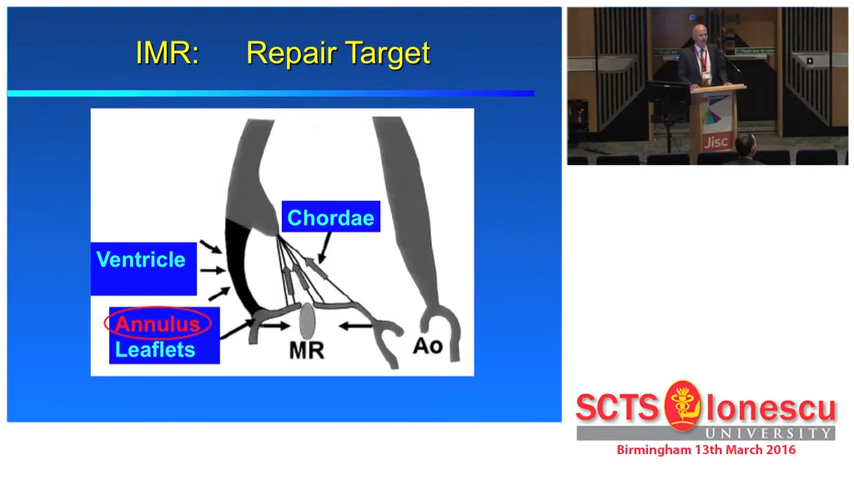 IMR: Repair Target
Chordae
Ventricle
Annulus
Leaflets
MR
Ao
Jisc
SCTS Ionescu
UNIVERSITY
Birmingham 13th March 2016